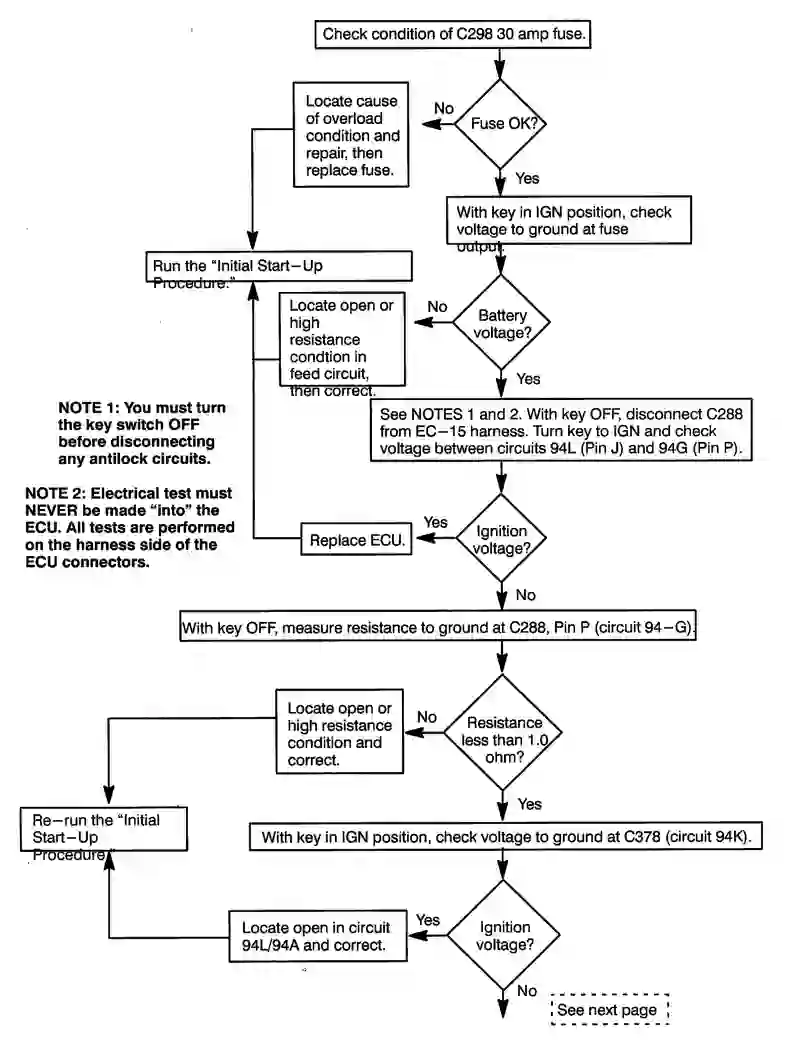 Check condition of C298 30 amp fuse.
Locate cause
of overload
condition and
repair, then
replace fuse.
No
Fuse OK?
Yes
With key in IGN position, check
voltage to ground at fuse
output.
Run the “Initial Start–Up
Procedure.”
Locate open or
high
resistance
condtion in
feed circuit,
then correct.
No
Battery
voltage?
Yes
NOTE 1: You must turn
the key switch OFF
before disconnecting
any antilock circuits.
See NOTES 1 and 2. With key OFF, disconnect C288
from EC–15 harness. Turn key to IGN and check
voltage between circuits 94L (Pin J) and 94G (Pin P).
NOTE 2: Electrical test must
NEVER be made “into” the
ECU. All tests are performed
on the harness side of the
ECU connectors.
Replace ECU.
Yes
Ignition
voltage?
No
With key OFF, measure resistance to ground at C288, Pin P (circuit 94–G).
Locate open or
high resistance
condition and
correct.
No
Resistance
less than 1.0
ohm?
Yes
Re–run the “Initial
Start–Up
Procedure.”
With key in IGN position, check voltage to ground at C378 (circuit 94K).
Locate open in circuit
94L/94A and correct.
Yes
Ignition
voltage?
No
See next page